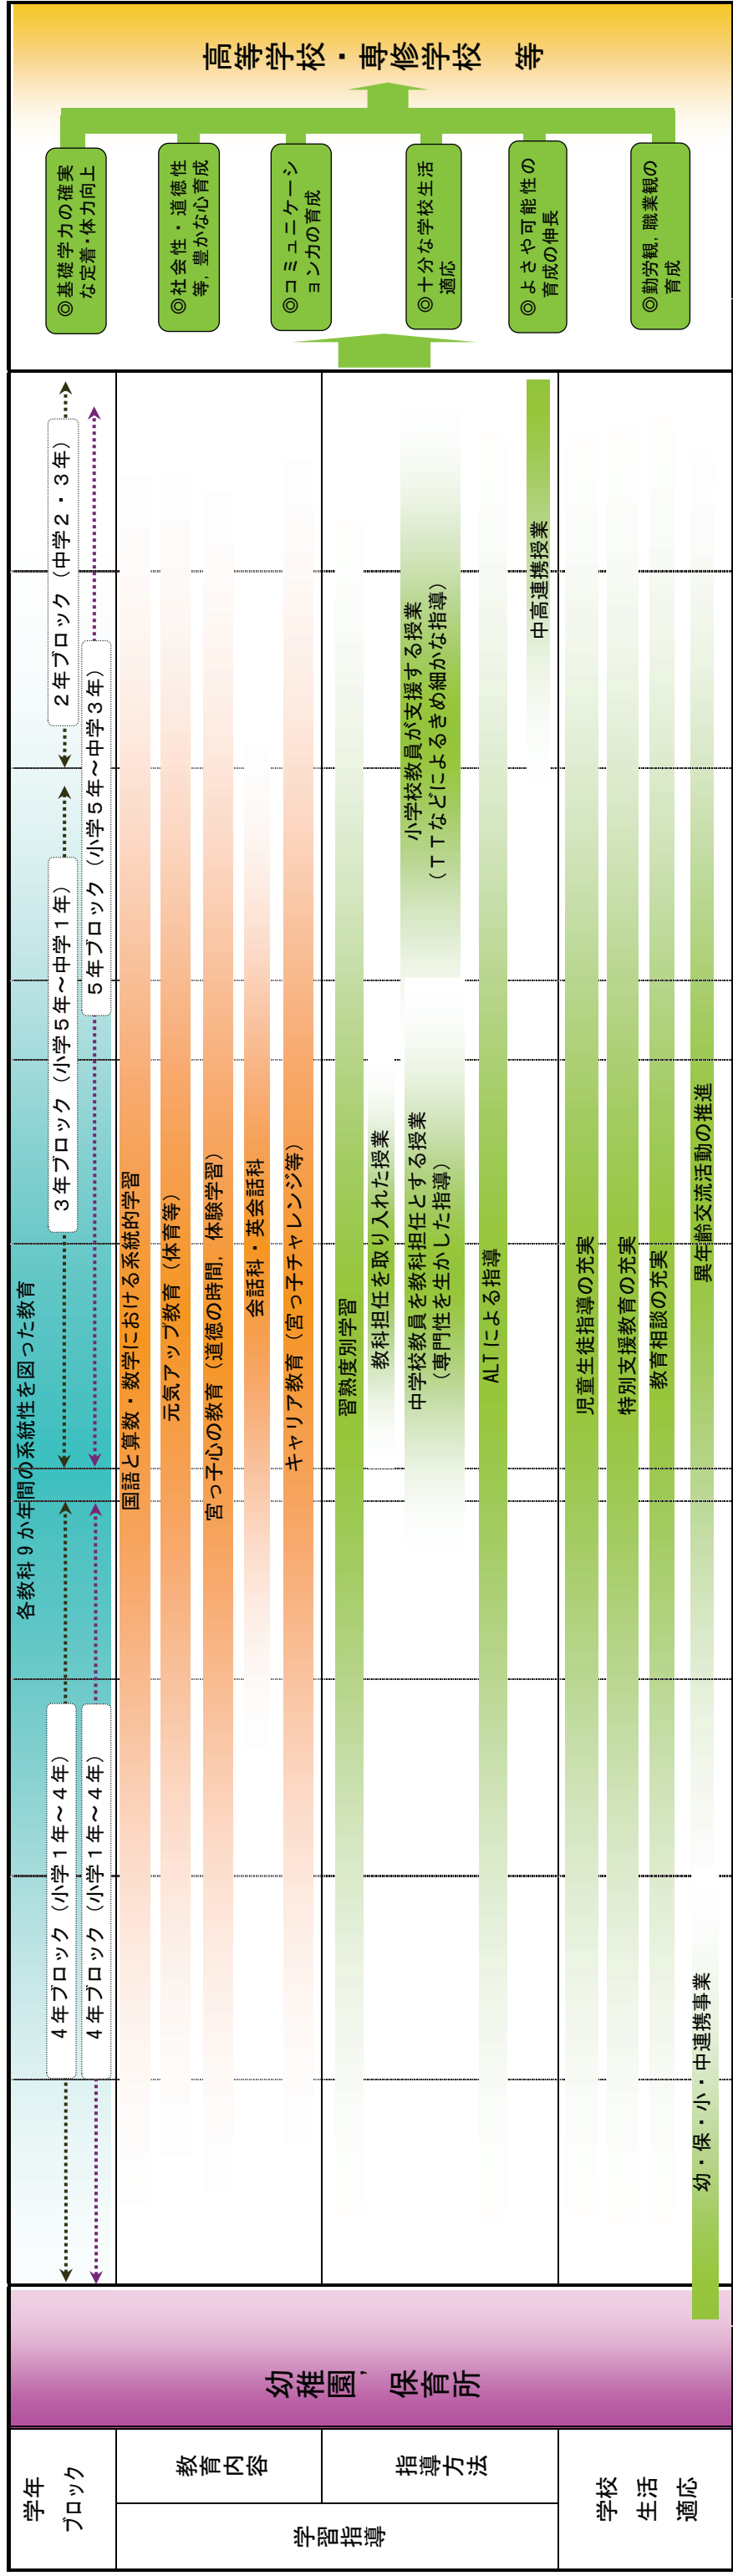 学年
ブロック
学習指導
教育内容
指導方法
学校
生活
適応
幼稚園，保育所
各教科９か年間の系統性を図った教育
４年ブロック（小学１年～４年）
３年ブロック（小学５年～中学１年）
２年ブロック（中学２・３年）
４年ブロック（小学１年～４年）
５年ブロック（小学５年～中学３年）
国語と算数・数学における系統的学習
元気アップ教育（体育等）
宮っ子心の教育（道徳の時間，体験学習）
会話科・英会話科
キャリア教育（宮っ子チャレンジ等）
習熟度別学習
教科担任を取り入れた授業
中学校教員を教科担任とする授業
（専門性を生かした指導）
小学校教員が支援する授業
（ＴＴなどによるきめ細かな指導）
ALTによる指導
中高連携授業
児童生徒指導の充実
特別支援教育の充実
教育相談の充実
異年齢交流活動の推進
幼・保・小・中連携事業
◎基礎学力の確実
な定着・体力向上
◎社会性・道徳性
等，豊かな心育成
◎コミュニケーシ
ョン力の育成
◎十分な学校生活
適応
◎よさや可能性の
育成の伸長
◎勤労観，職業観の
育成
高等学校・専修学校　等